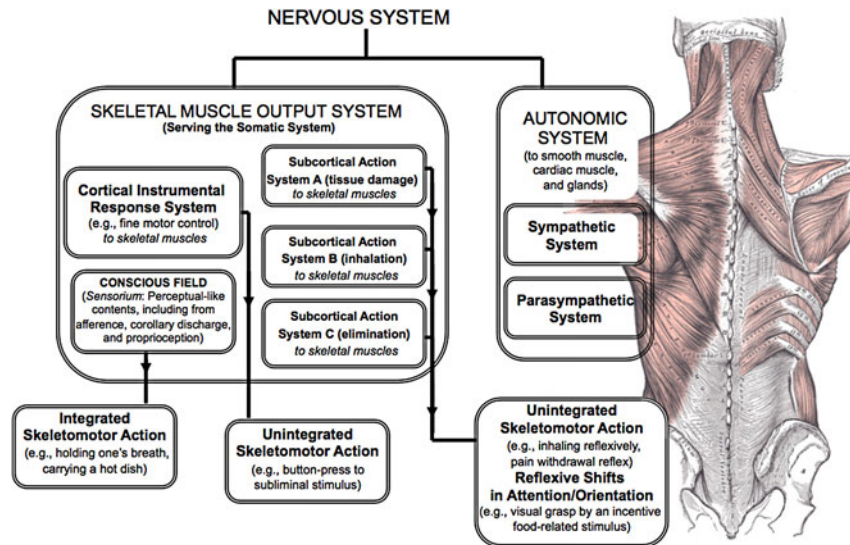 NERVOUS SYSTEM
SKELETAL MUSCLE OUTPUT SYSTEM
(Serving the Somatic System)
Cortical Instrumental
Response System
(e.g., fine motor control)
to skeletal muscles
CONSCIOUS FIELD
(Sensorium: Perceptual-like
contents, including from
afference, corollary discharge,
and proprioception)
Subcortical Action
System A (tissue damage)
to skeletal muscles
Subcortical Action
System B (inhalation)
to skeletal muscles
Subcortical Action
System C (elimination)
to skeletal muscles
AUTONOMIC
SYSTEM
(to smooth muscle,
cardiac muscle,
and glands)
Sympathetic
System
Parasympathetic
System
Integrated
Skeletomotor Action
(e.g., holding one's breath,
carrying a hot dish)
Unintegrated
Skeletomotor Action
(e.g., button-press to
subliminal stimulus)
Unintegrated
Skeletomotor Action
(e.g., inhaling reflexively,
pain withdrawal reflex)
Reflexive Shifts
in Attention/Orientation
(e.g., visual grasp by an incentive
food-related stimulus)
Occipital bone